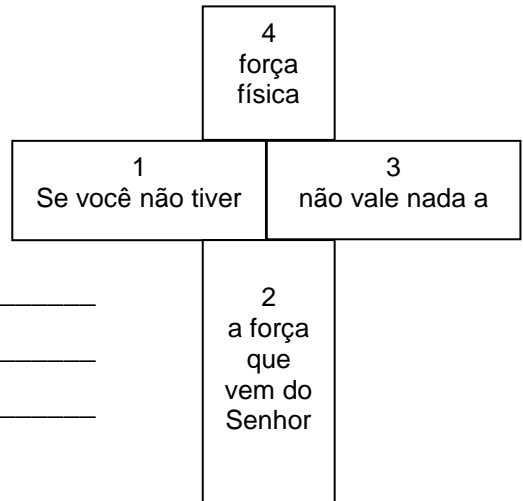 4
força
física
1
Se você não tiver
3
não vale nada a
2
a força
que
vem do
Senhor